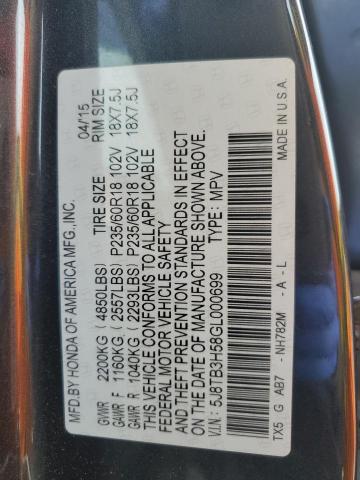 MFD.BY HONDA OF AMERICA MFG.,INC. 04/'15
TIRE SIZE RIM SIZE
GVWR 2200KG (4850LBS)
GAWR F 1160KG, (2557LBS) P235/60R18 102V 18X7.5J
GAWR R 1040KG (2293LBS) P235/60R18 102V 18X7.5J
THIS VEHICLE CONFORMS TO ALL APPLICABLE
FEDERAL MOTOR VEHICLE SAFETY
AND THEFT PREVENTION STANDARDS IN EFFECT
ON THE DATE OF MANUFACTURE SHOWN ABOVE.
V.I.N: 5J8TB3H58GL000699 TYPE: MPV
TX5 G AB7 - NH782M - A - L MADE IN U.S.A.